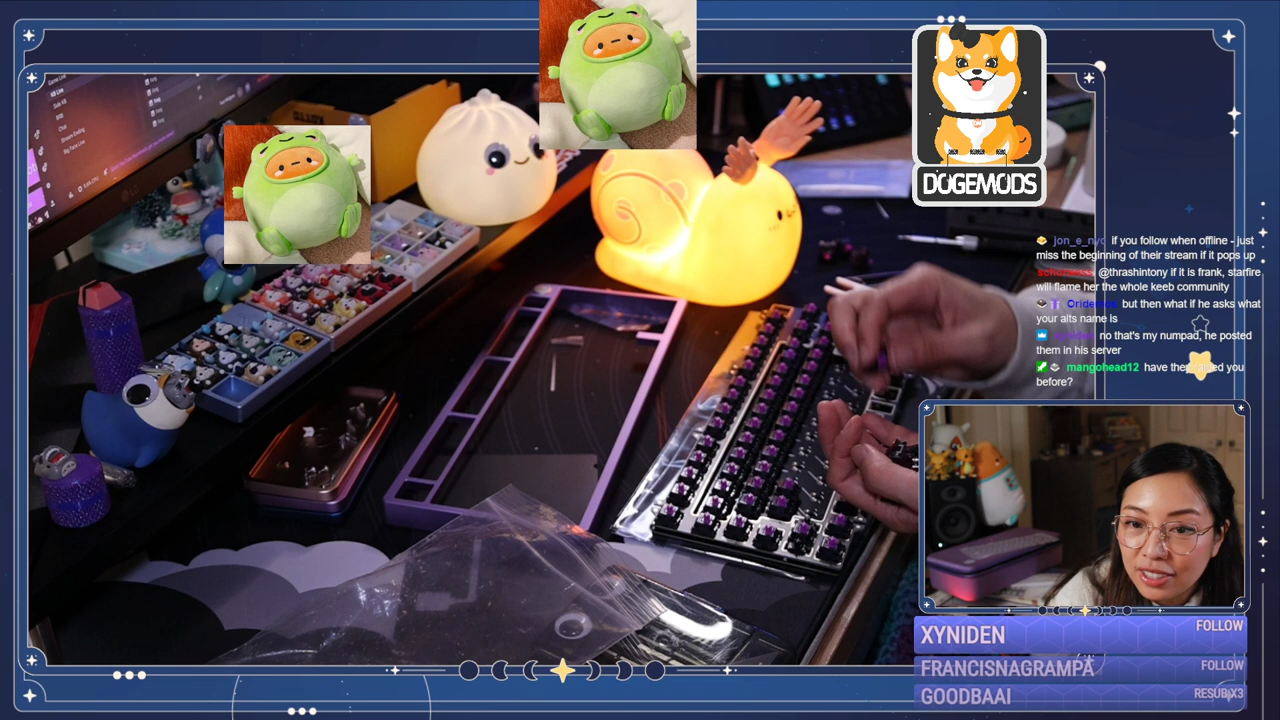 DOGEMODS
jon_e_nyc if you follow when offline - just
miss the beginning of their stream if it pops up
@thrashintony if it is frank, starfire
will flame her the whole keeb community
but then what if he asks what
your alts name is
no that's my numpad, he posted
them in his server
mangohead12 have they used you
before?
XYNIDEN FOLLOW
FRANCISNAGRAMPA FOLLOW
GOODBAAI RESUB X3